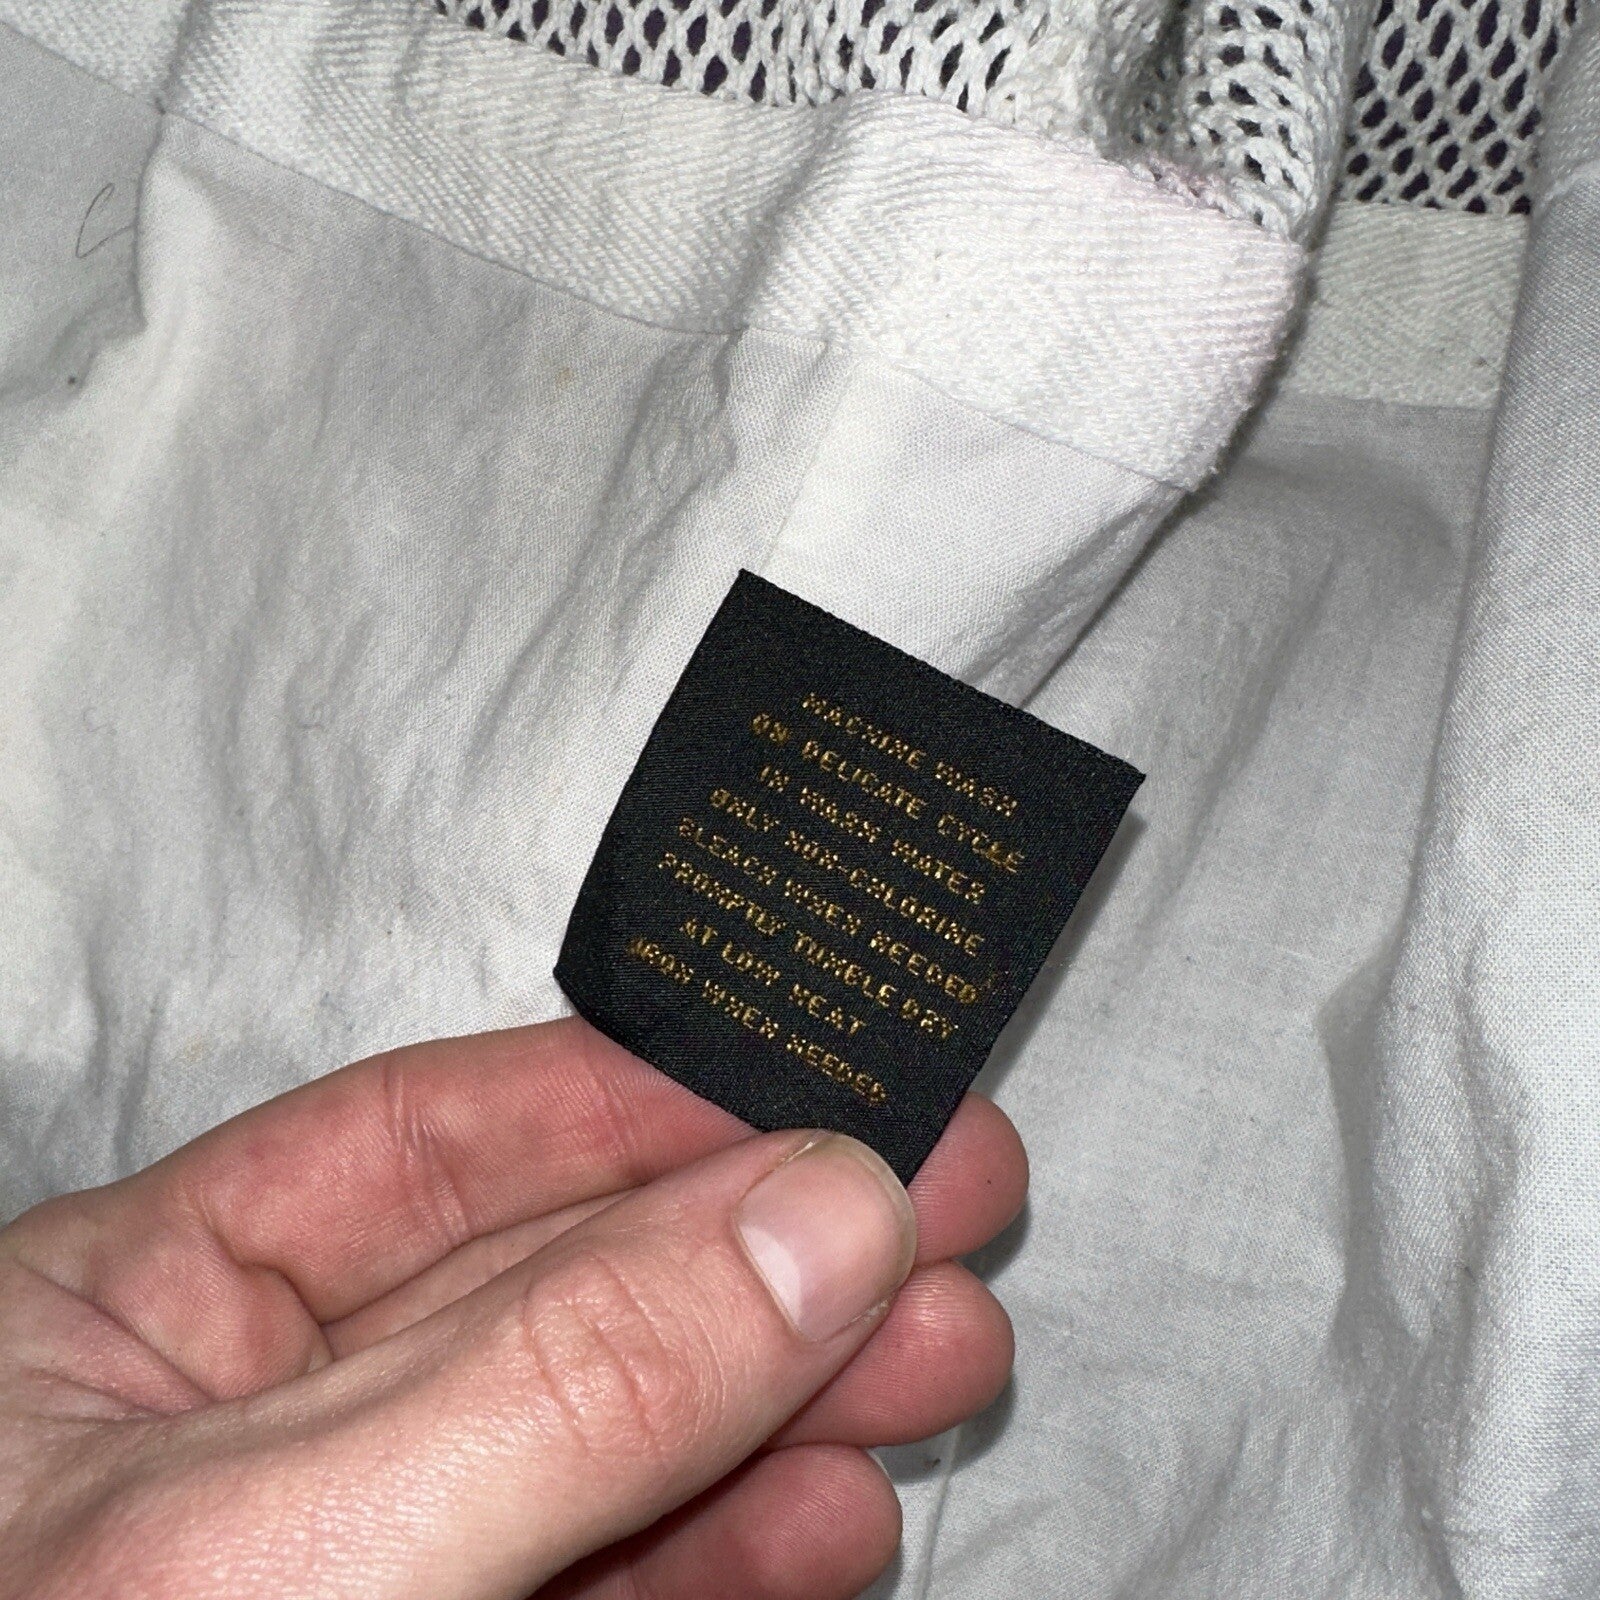 MACHINE WASH
ON DELICATE CYCLE
IN WARM WATER
ONLY NON-CHLORINE
BLEACH WHEN NEEDED
PROMPTLY TUMBLE DRY
AT LOW HEAT
IRON WHEN NEEDED